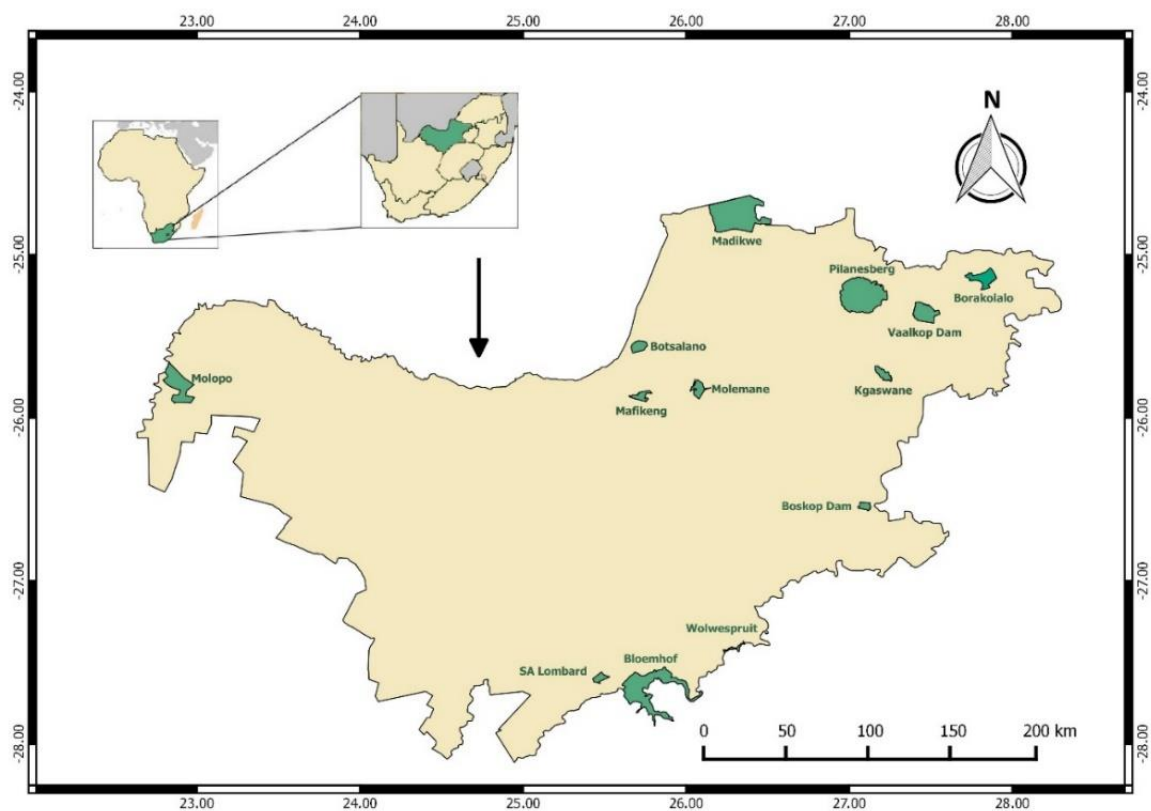 23.00 24.00 25.00 26.00 27.00 28.00
-24.00 -24.00
N
Madikwe
-25.00 -25.00
Pilanesberg
Borakolalo
Vaalkop Dam
Botsalano
Molopo
Molemane
Kgaswane
Mafikeng
-26.00 -26.00
Boskop Dam
-27.00 -27.00
Wolwespruit
Bloemhof
SA Lombard
0 50 100 150 200 km
-28.00 -28.00
23.00 24.00 25.00 26.00 27.00 28.00